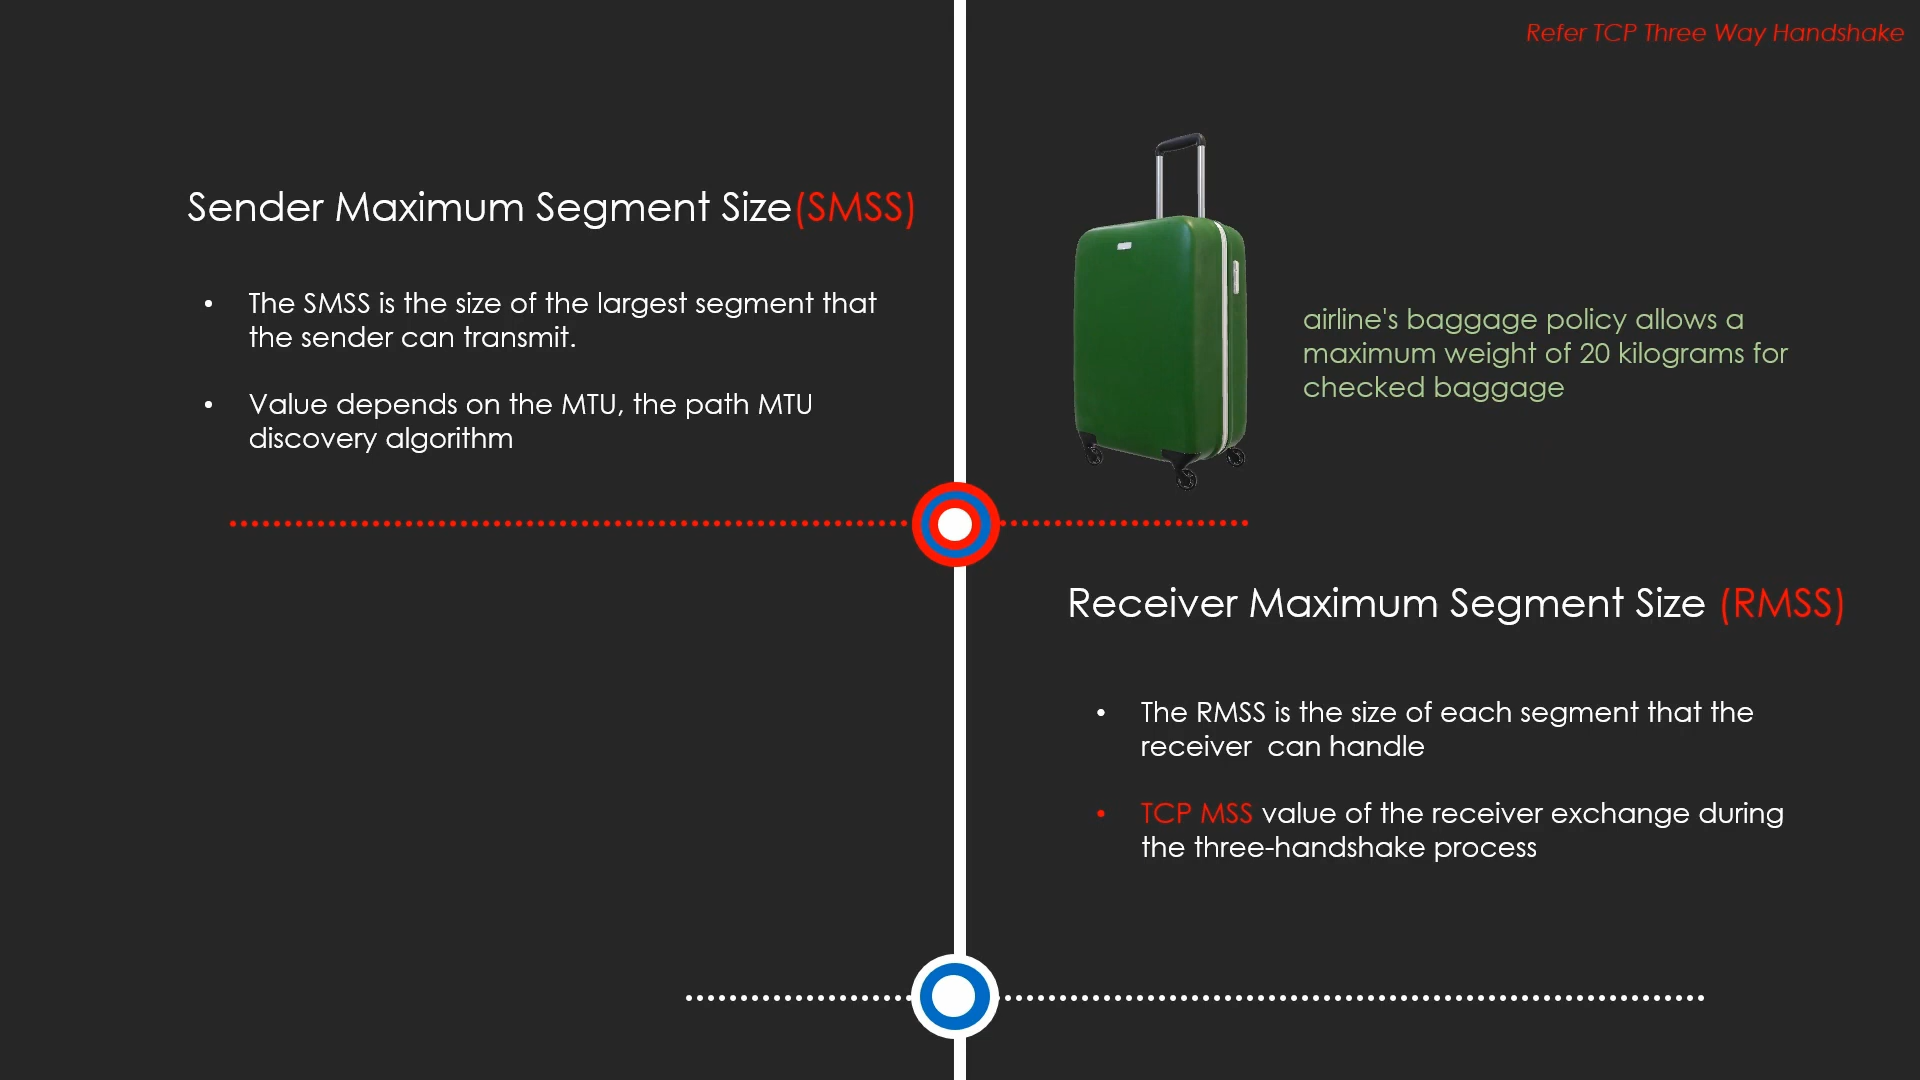 Refer TCP Three Way Handshake
Sender Maximum Segment Size(SMSS)
• The SMSS is the size of the largest segment that
the sender can transmit.
• Value depends on the MTU, the path MTU
discovery algorithm
airline's baggage policy allows a
maximum weight of 20 kilograms for
checked baggage
Receiver Maximum Segment Size (RMSS)
• The RMSS is the size of each segment that the
receiver  can handle
• TCP MSS value of the receiver exchange during
the three-handshake process